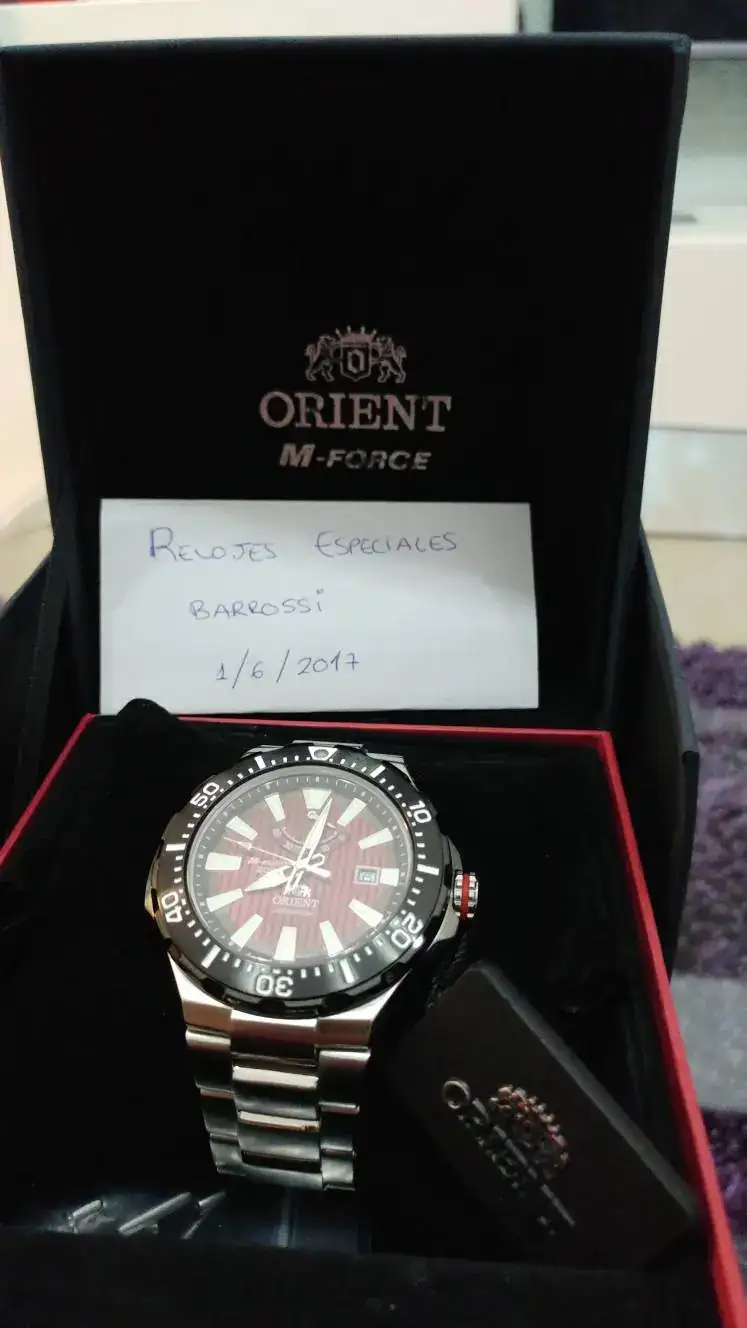 ORIENT
M-FORCE
RELOJES ESPECIALES
BARROSSi
1/6/2017
50
10
40
20
30
ORIENT